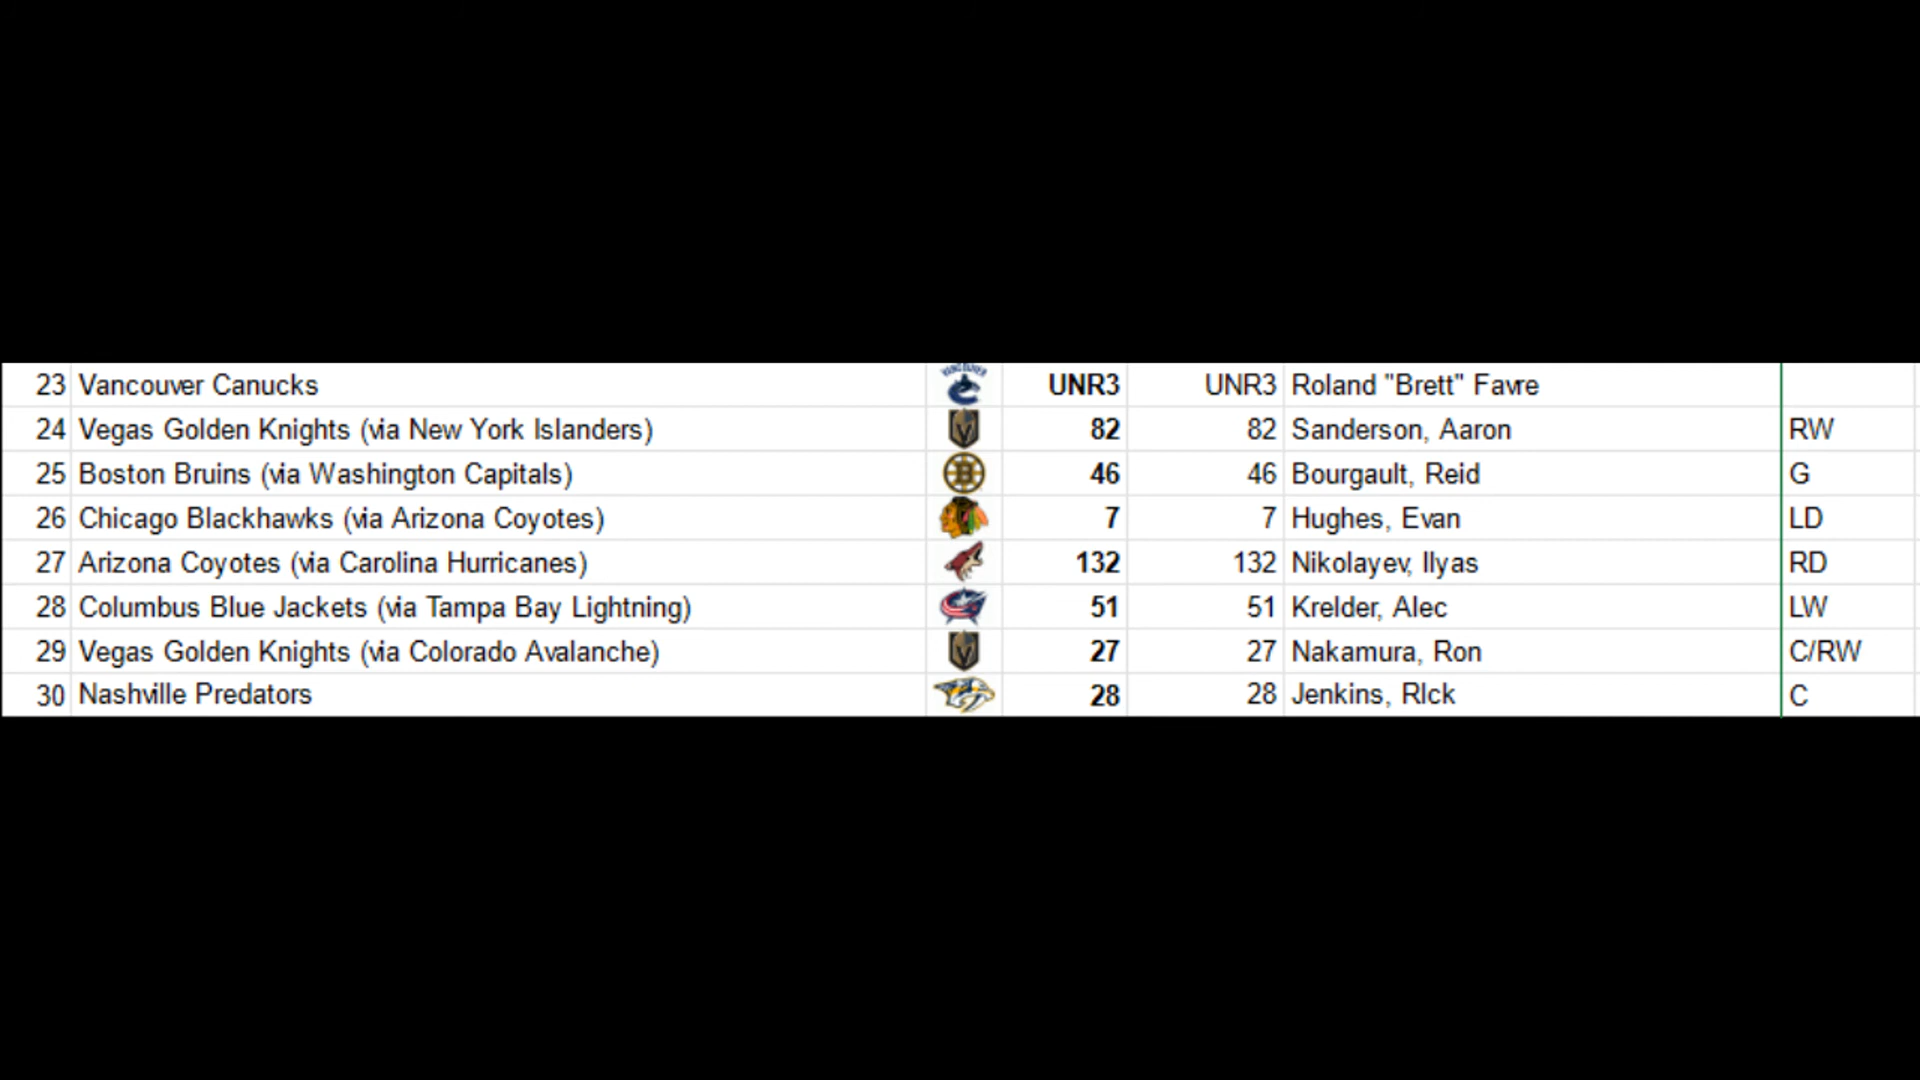 23 Vancouver Canucks VANCOUVER UNR3 UNR3 Roland "Brett" Favre
24 Vegas Golden Knights (via New York Islanders) 82 82 Sanderson, Aaron RW
25 Boston Bruins (via Washington Capitals) B 46 46 Bourgault, Reid G
26 Chicago Blackhawks (via Arizona Coyotes) 7 7 Hughes, Evan LD
27 Arizona Coyotes (via Carolina Hurricanes) 132 132 Nikolayev, Ilyas RD
28 Columbus Blue Jackets (via Tampa Bay Lightning) 51 51 Krelder, Alec LW
29 Vegas Golden Knights (via Colorado Avalanche) 27 27 Nakamura, Ron C/RW
30 Nashville Predators 28 28 Jenkins, RIck C